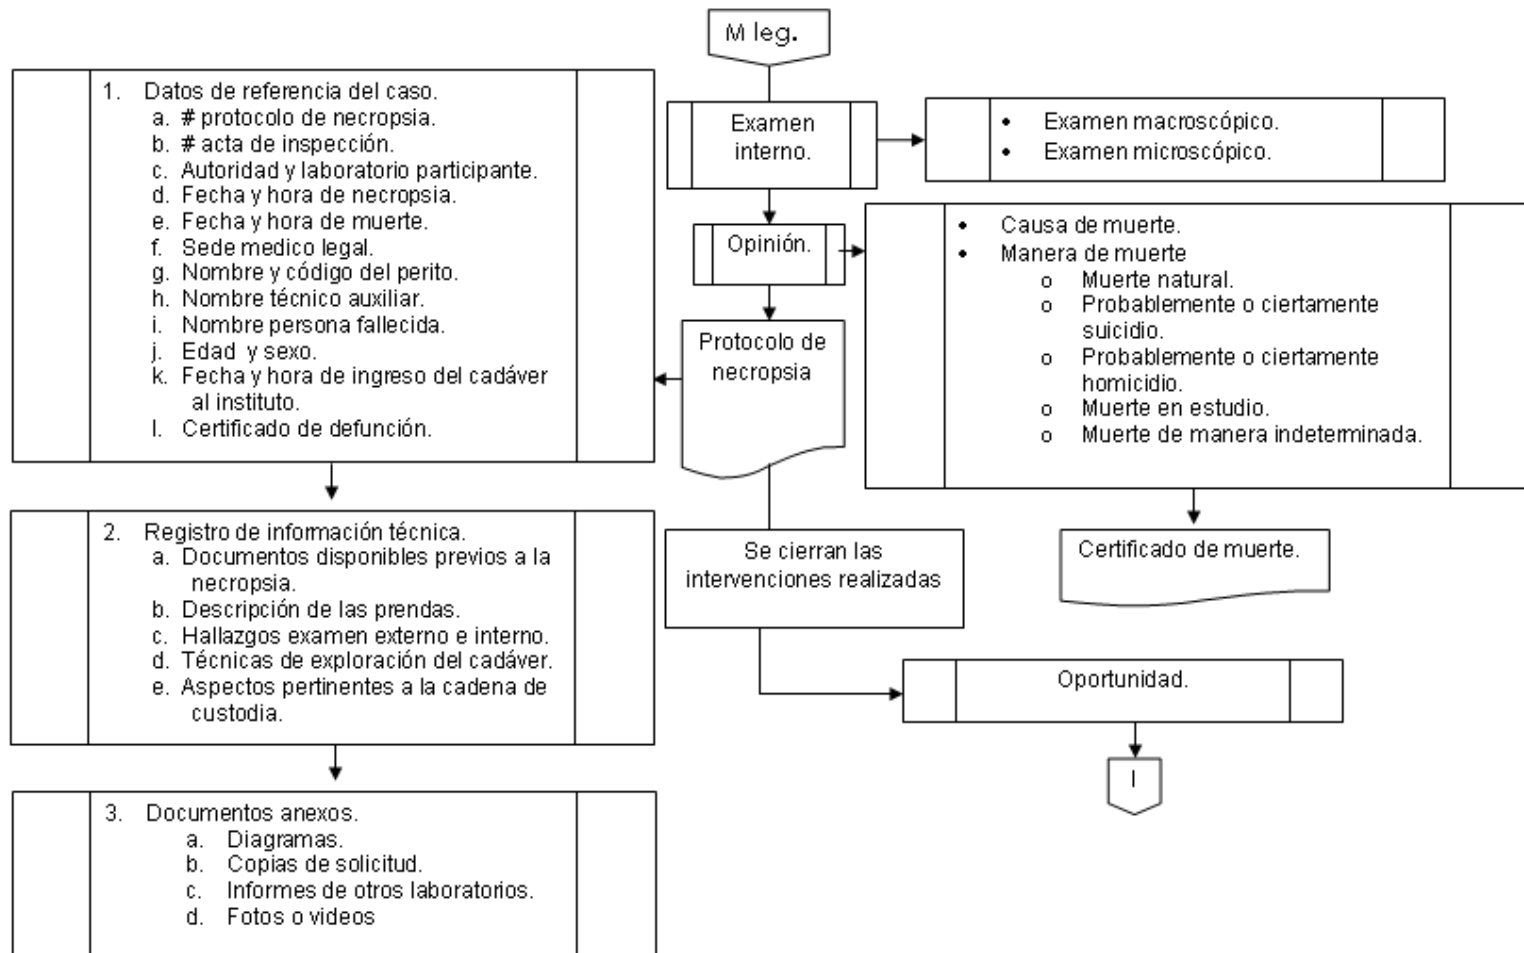 M leg.
1. Datos de referencia del caso.
a. # protocolo de necropsia.
b. # acta de inspección.
c. Autoridad y laboratorio participante.
d. Fecha y hora de necropsia.
e. Fecha y hora de muerte.
f. Sede medico legal.
g. Nombre y código del perito.
h. Nombre técnico auxiliar.
i. Nombre persona fallecida.
j. Edad y sexo.
k. Fecha y hora de ingreso del cadáver
al instituto.
l. Certificado de defunción.
Examen
interno.
• Examen macroscópico.
• Examen microscópico.
Opinión.
• Causa de muerte.
• Manera de muerte
o Muerte natural.
o Probablemente o ciertamente
suicidio.
o Probablemente o ciertamente
homicidio.
o Muerte en estudio.
o Muerte de manera indeterminada.
Protocolo de
necropsia
2. Registro de información técnica.
a. Documentos disponibles previos a la
necropsia.
b. Descripción de las prendas.
c. Hallazgos examen externo e interno.
d. Técnicas de exploración del cadáver.
e. Aspectos pertinentes a la cadena de
custodia.
Se cierran las
intervenciones realizadas
Certificado de muerte.
Oportunidad.
I
3. Documentos anexos.
a. Diagramas.
b. Copias de solicitud.
c. Informes de otros laboratorios.
d. Fotos o videos